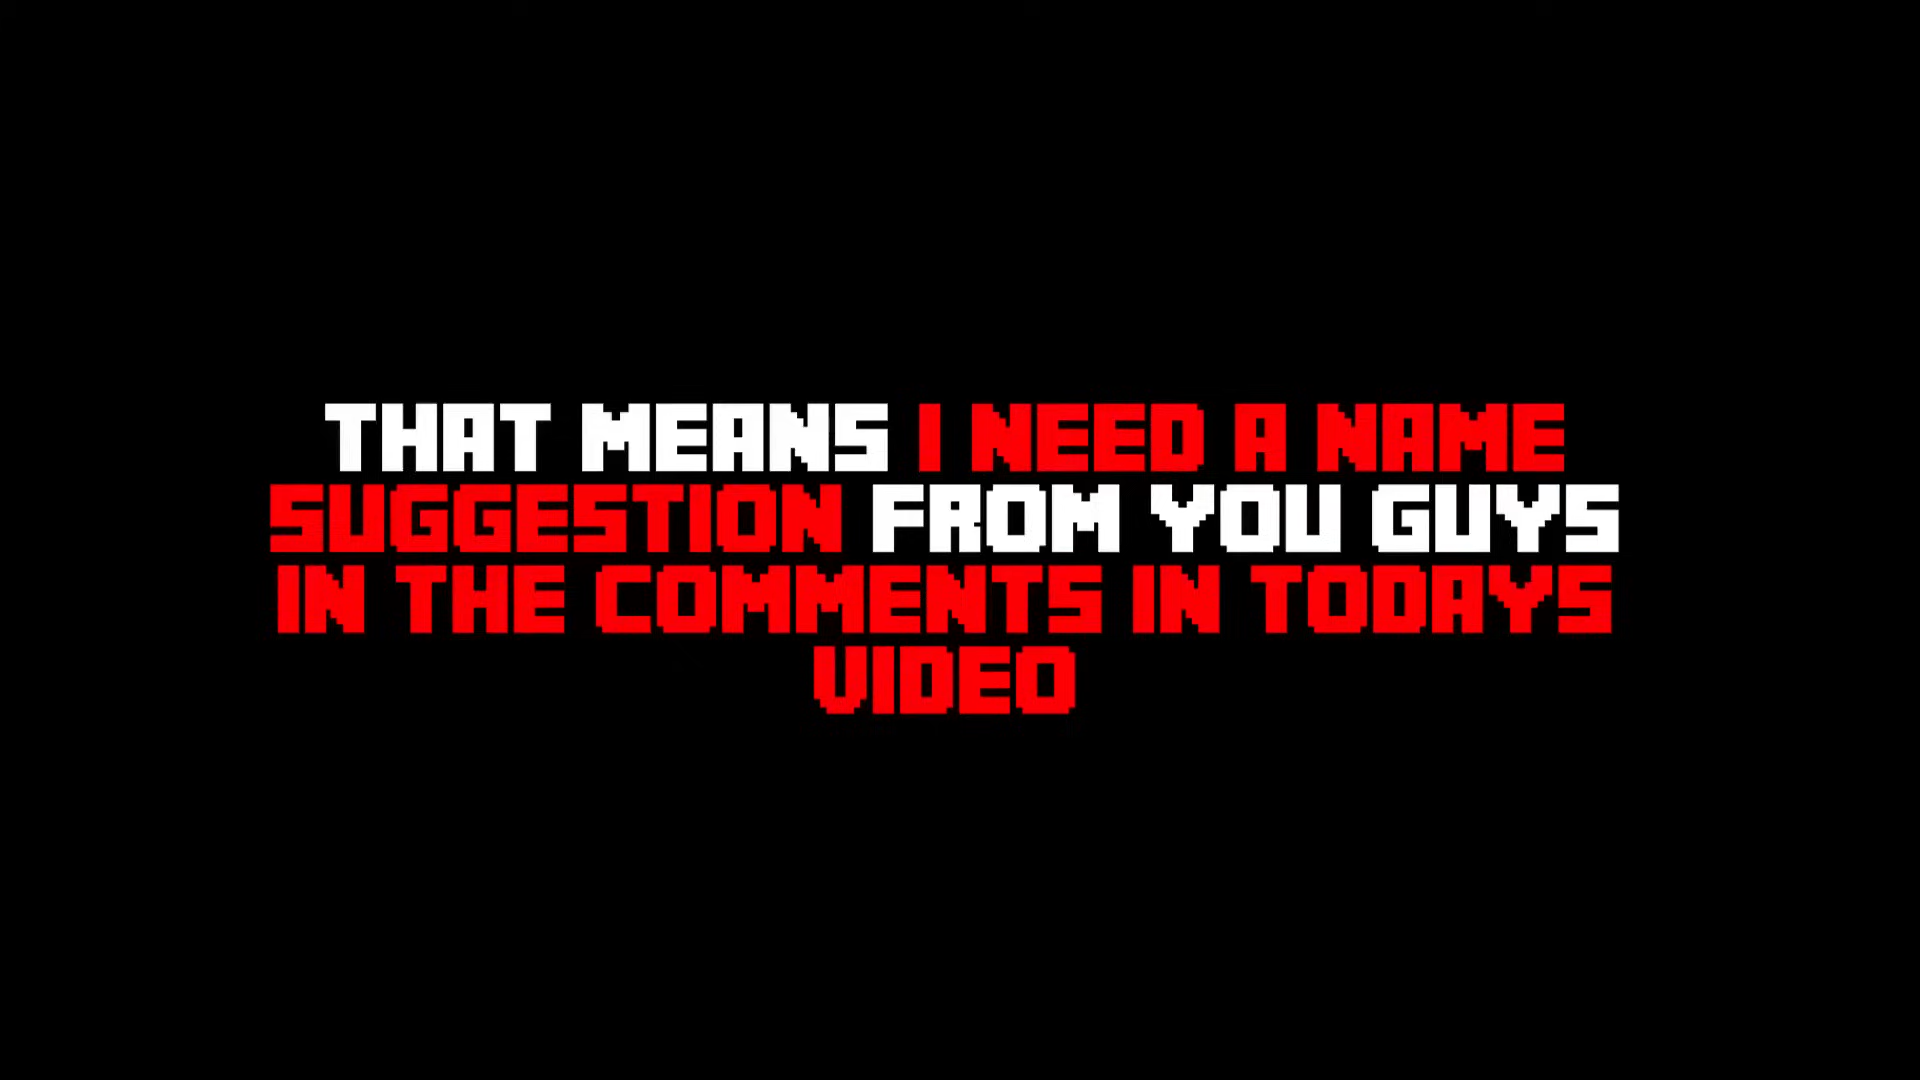 THAT MEANS I NEED A NAME
SUGGESTION FROM YOU GUYS
IN THE COMMENTS IN TODAYS
VIDEO